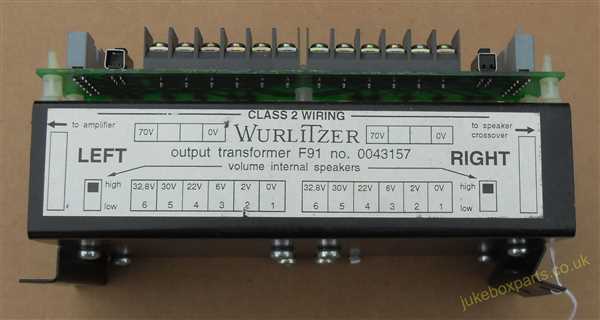 CLASS 2 WIRING
to amplifier
70V 0V
WURLITZER
70V 0V
to speaker
crossover
LEFT
output transformer F91 no. 0043157
RIGHT
volume internal speakers
high
low
32,8V 30V 22V 6V 2V 0V
6 5 4 3 2 1
32,8V 30V 22V 6V 2V 0V
6 5 4 3 2 1
high
low
jukeboxparts.co.uk